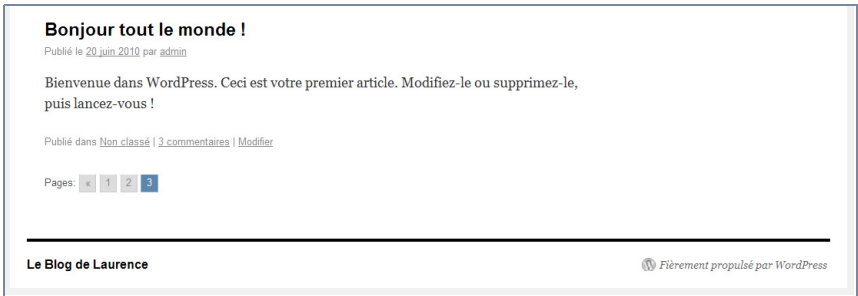 Bonjour tout le monde !
Publié le 20 juin 2010 par admin
Bienvenue dans WordPress. Ceci est votre premier article. Modifiez-le ou supprimez-le,
puis lancez-vous !
Publié dans Non classé | 3 commentaires | Modifier
Pages: « 1 2 3
Le Blog de Laurence
Fièrement propulsé par WordPress